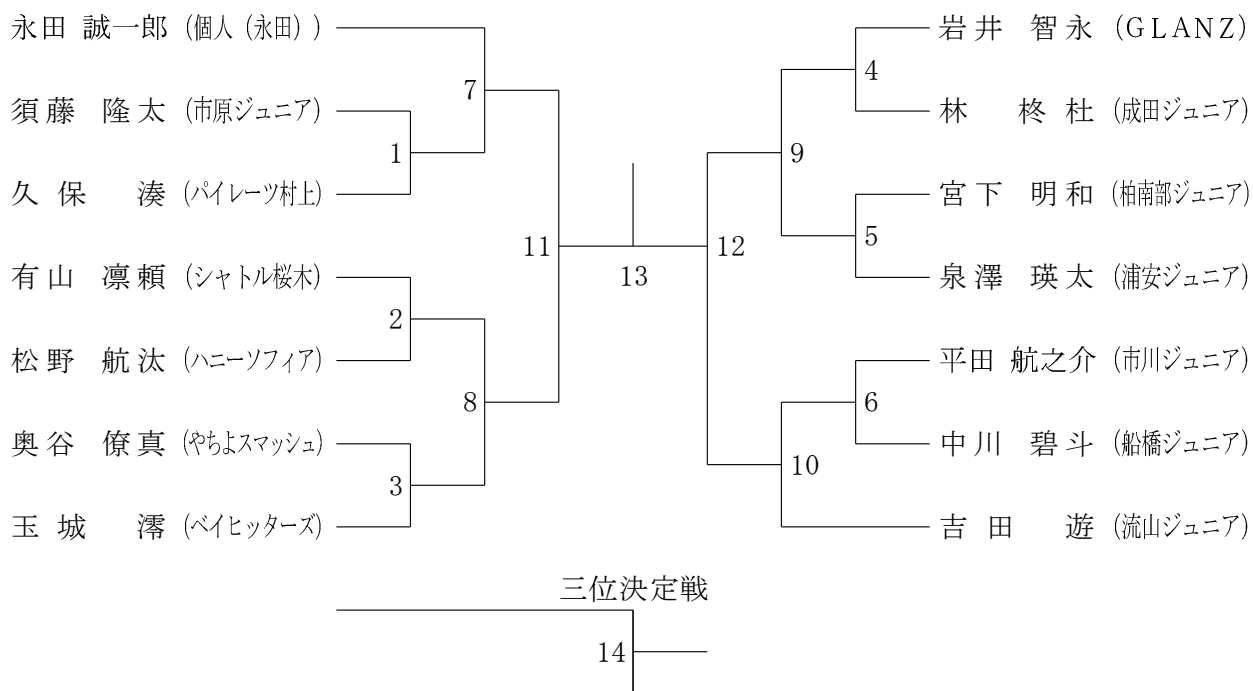 永田 誠一郎 (個人（永田）)
7
須藤 隆太 (市原ジュニア)
1
久保 湊 (パイレーツ村上)
11
有山 凛頼 (シャトル桜木)
2
松野 航汰 (ハニーソフィア)
8
奥谷 僚真 (やちよスマッシュ)
3
玉城 澪 (ベイヒッターズ)
13
岩井 智永 (GLANZ)
4
林 柊杜 (成田ジュニア)
9
宮下 明和 (柏南部ジュニア)
12
5
泉澤 瑛太 (浦安ジュニア)
平田 航之介 (市川ジュニア)
6
中川 碧斗 (船橋ジュニア)
10
吉田 遊 (流山ジュニア)
三位決定戦
14